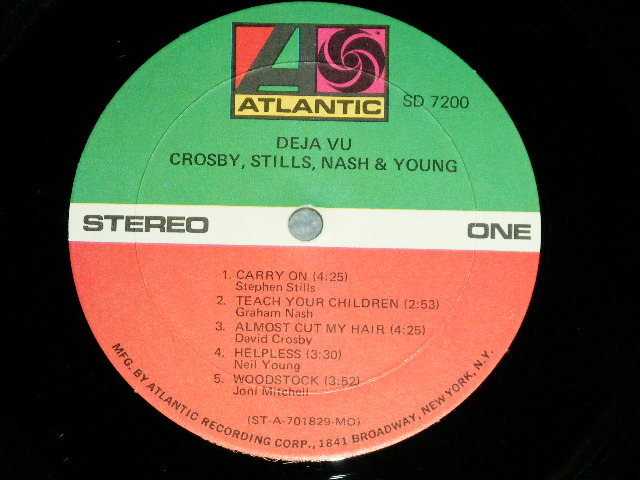 ATLANTIC
SD 7200
DEJA VU
CROSBY, STILLS, NASH & YOUNG
STEREO
ONE
1. CARRY ON (4:25)
Stephen Stills
2. TEACH YOUR CHILDREN (2:53)
Graham Nash
3. ALMOST CUT MY HAIR (4:25)
David Crosby
4. HELPLESS (3:30)
Neil Young
5. WOODSTOCK (3:52)
Joni Mitchell
(ST-A-701829-MO)
MFG. BY ATLANTIC RECORDING CORP., 1841 BROADWAY, NEW YORK, N.Y.